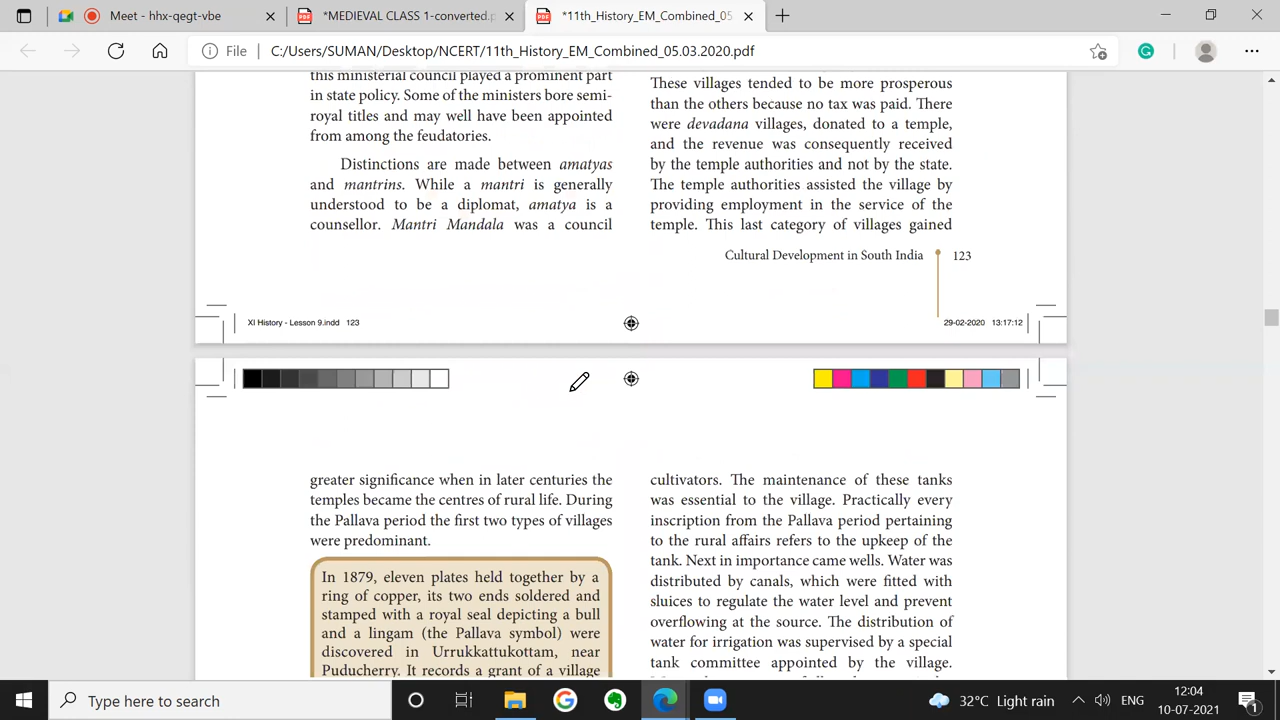 Meet - hhx-qegt-vbe
*MEDIEVAL CLASS 1-converted.p
*11th_History_EM_Combined_05
File
C:/Users/SUMAN/Desktop/NCERT/11th_History_EM_Combined_05.03.2020.pdf
this ministerial council played a prominent part
in state policy. Some of the ministers bore semi-
royal titles and may well have been appointed
from among the feudatories.
Distinctions are made between amatyas
and mantrins. While a mantri is generally
understood to be a diplomat, amatya is a
counsellor. Mantri Mandala was a council
These villages tended to be more prosperous
than the others because no tax was paid. There
were devadana villages, donated to a temple,
and the revenue was consequently received
by the temple authorities and not by the state.
The temple authorities assisted the village by
providing employment in the service of the
temple. This last category of villages gained
Cultural Development in South India 123
XI History - Lesson 9.indd 123
29-02-2020 13:17:12
greater significance when in later centuries the
temples became the centres of rural life. During
the Pallava period the first two types of villages
were predominant.
In 1879, eleven plates held together by a
ring of copper, its two ends soldered and
stamped with a royal seal depicting a bull
and a lingam (the Pallava symbol) were
discovered in Urrukkattukottam, near
Puducherry. It records a grant of a village
cultivators. The maintenance of these tanks
was essential to the village. Practically every
inscription from the Pallava period pertaining
to the rural affairs refers to the upkeep of the
tank. Next in importance came wells. Water was
distributed by canals, which were fitted with
sluices to regulate the water level and prevent
overflowing at the source. The distribution of
water for irrigation was supervised by a special
tank committee appointed by the village.
Type here to search
32°C Light rain
ENG
12:04
10-07-2021
1